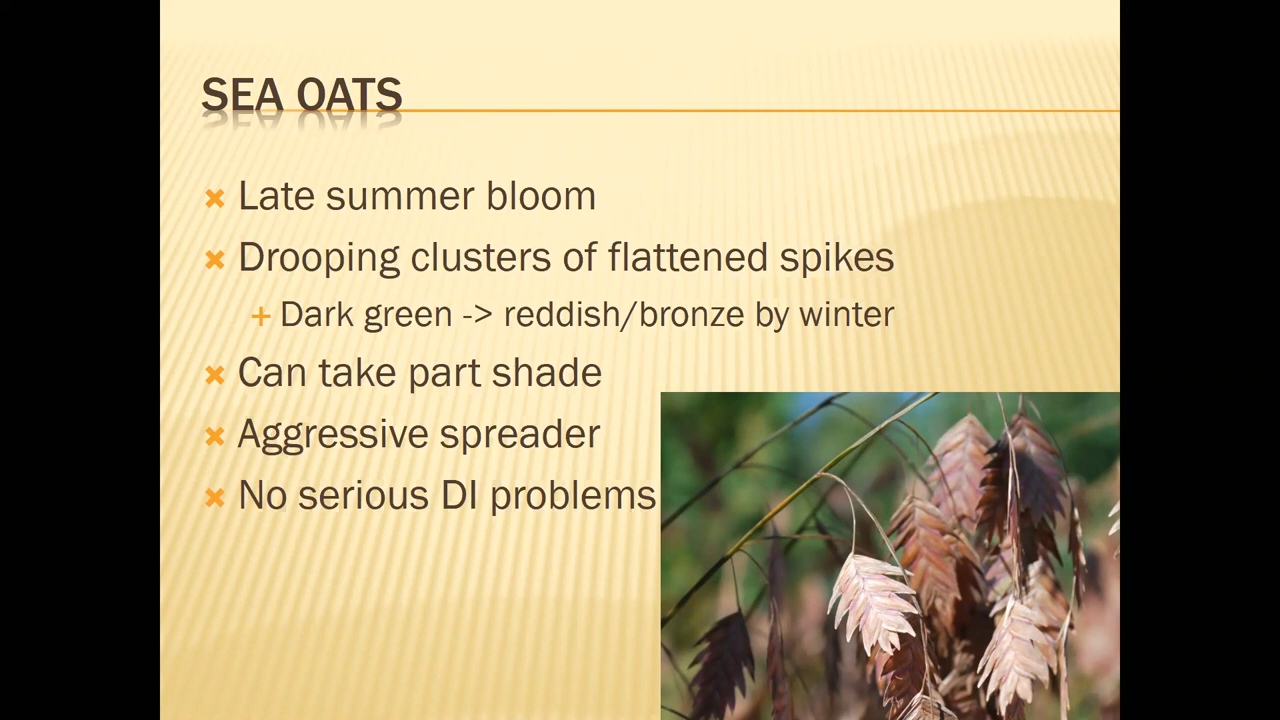 SEA OATS
Late summer bloom
Drooping clusters of flattened spikes
Dark green -> reddish/bronze by winter
Can take part shade
Aggressive spreader
No serious DI problems